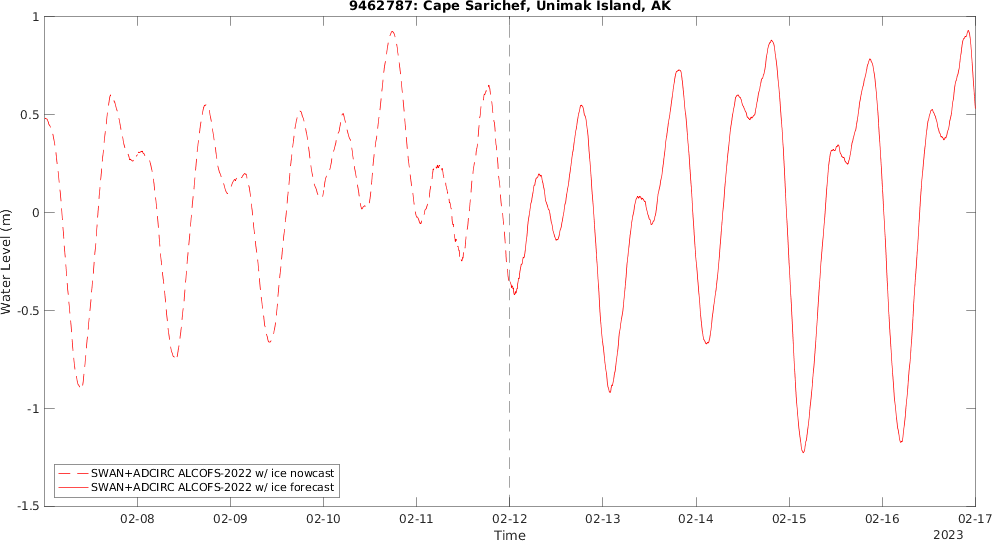 9462787: Cape Sarichef, Unimak Island, AK
1
0.5
0
-0.5
-1
-1.5
Water Level (m)
SWAN+ADCIRC ALCOFS-2022 w/ ice nowcast
SWAN+ADCIRC ALCOFS-2022 w/ ice forecast
02-08 02-09 02-10 02-11 02-12 02-13 02-14 02-15 02-16 02-17
Time
2023